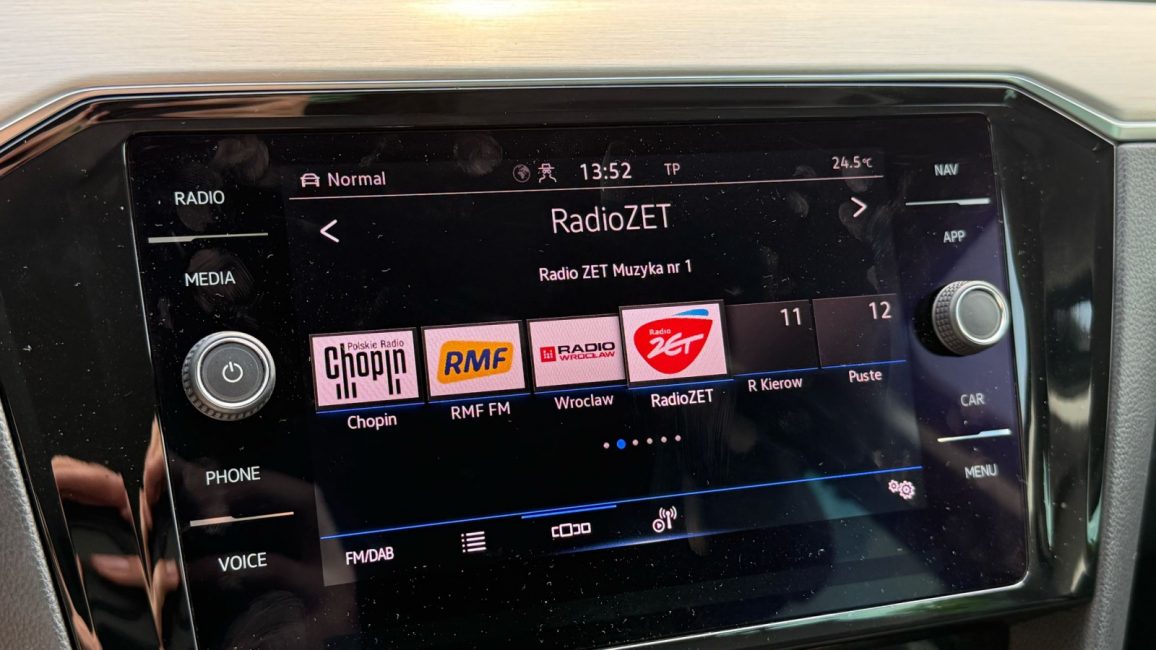 RADIO
MEDIA
PHONE
VOICE
Normal
13:52
TP
24.5°C
RadioZET
Radio ZET Muzyka nr 1
Polskie Radio
Chopin
RMF
RADIO
WROCŁAW
Radio
ZET
11
12
Chopin
RMF FM
Wroclaw
RadioZET
R Kierow
Puste
FM/DAB
NAV
APP
CAR
MENU